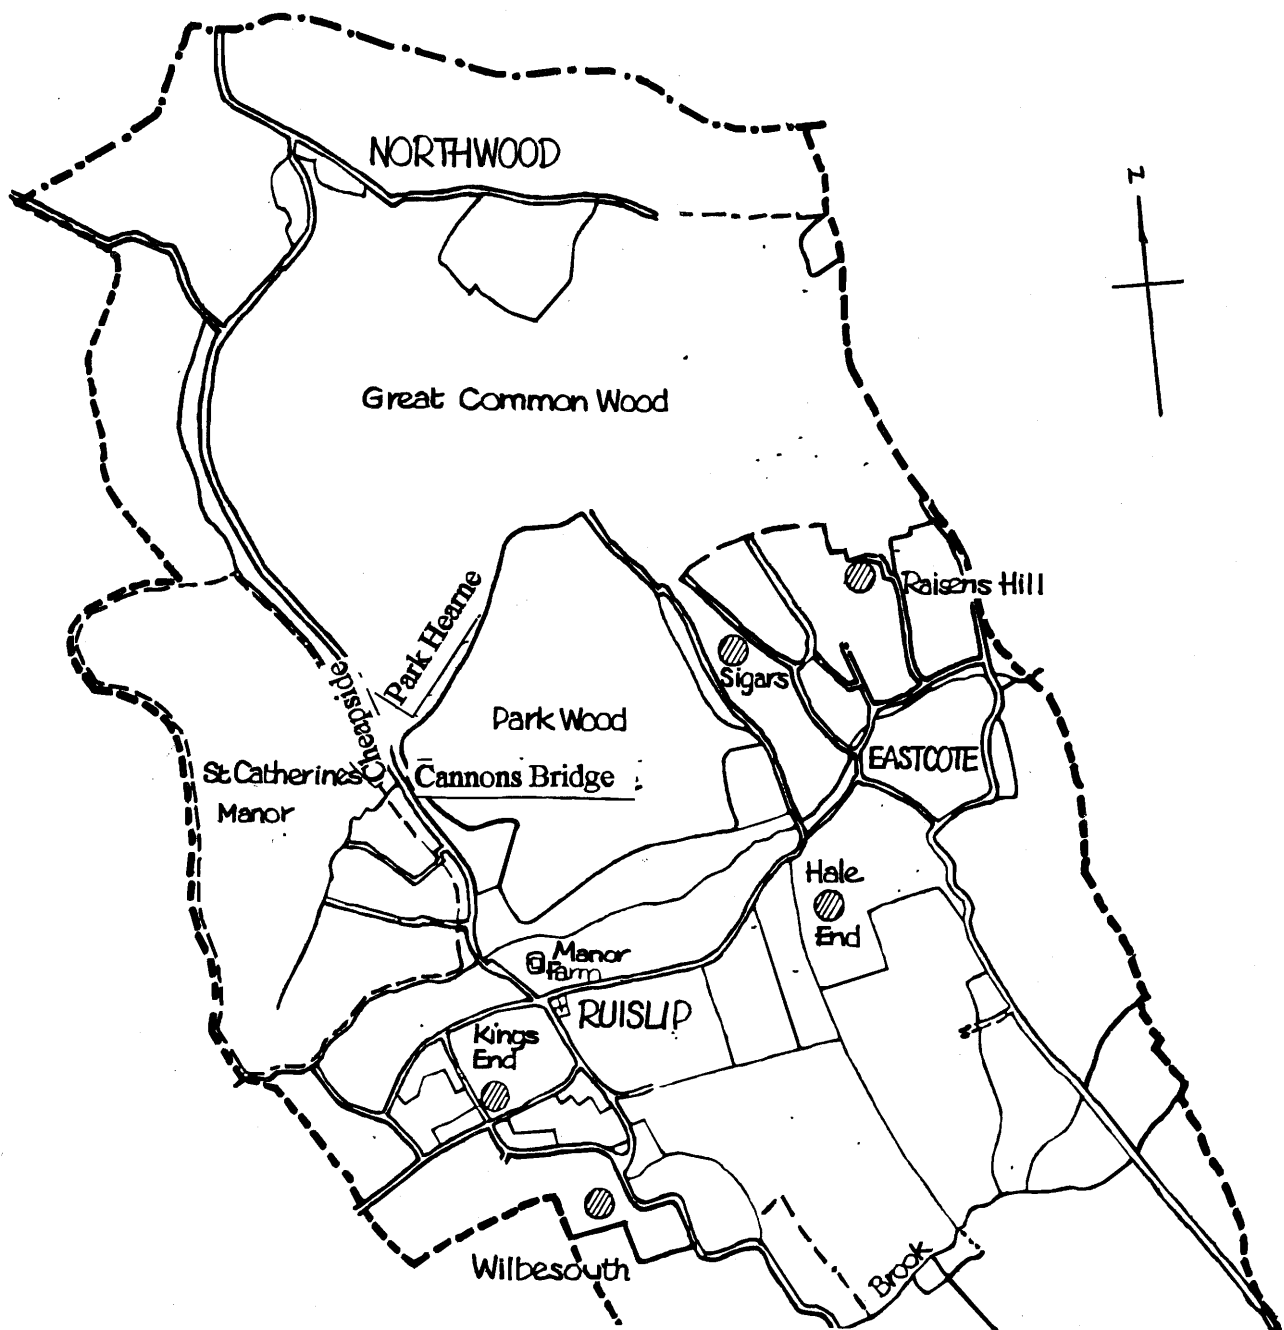 NORTHWOOD
N
Great Common Wood
Raisens Hill
Park Hearne
Sigars
Park Wood
Cheapside
EASTCOTE
St Catherines
Manor
Cannons Bridge
Hale
End
Manor
Farm
RUISLIP
Kings
End
Wilbesouth
Brook